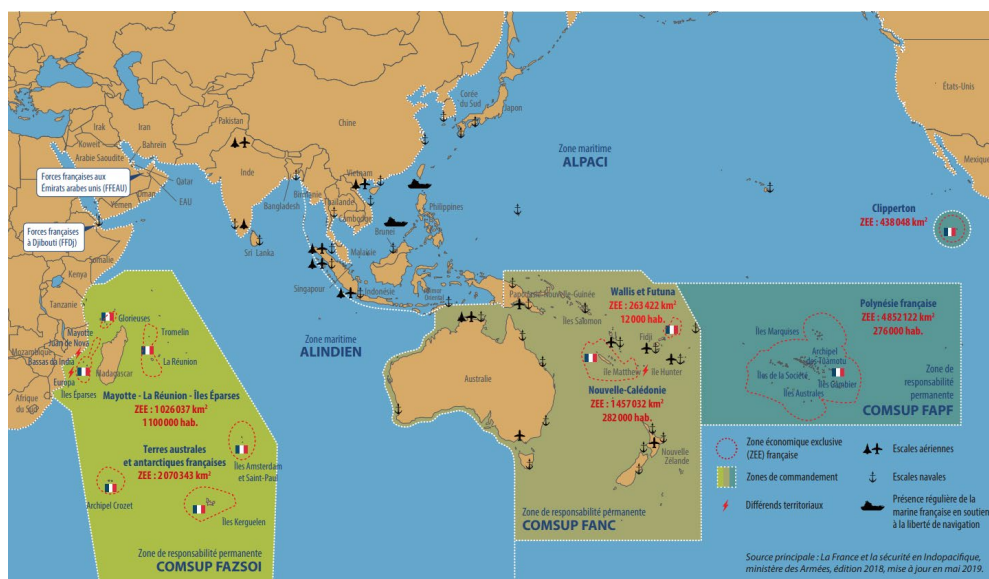 Corée
du Sud
Japon
Chine
États-Unis
Mexique
Pakistan
Irak
Iran
Koweit
Bahrein
Arabie Saoudite
Qatar
EAU
Oman
Yemen
Inde
Bangladesh
Birmanie
Vietnam
Thaïlande
Cambodge
Philippines
Brunei
Sri Lanka
Malaisie
Singapour
Indonésie
Timor
Oriental
Somalie
Kenya
Tanzanie
Mozambique
Afrique
du Sud
Madagascar
Forces françaises aux
Émirats arabes unis (FFEAU)
Forces françaises
à Djibouti (FFDj)
Zone maritime
ALPACI
Zone maritime
ALINDIEN
Clipperton
ZEE : 438 048 km²
Glorieuses
Mayotte
Juan de Nova
Bassas da India
Europa
Îles Éparses
Tromelin
La Réunion
Mayotte - La Réunion - Îles Éparses
ZEE : 1 026 037 km²
1 100 000 hab.
Terres australes
et antarctiques françaises
ZEE : 2 070 343 km²
Îles Amsterdam
et Saint-Paul
Archipel Crozet
Îles Kerguelen
Zone de responsabilité permanente
COMSUP FAZSOI
Papouasie-Nouvelle-Guinée
Îles Salomon
Wallis et Futuna
ZEE : 263 422 km²
12 000 hab.
Fidji
Île Matthew
Île Hunter
Australie
Nouvelle-Calédonie
ZEE : 1 457 032 km²
282 000 hab.
Nouvelle
Zélande
Zone de responsabilité permanente
COMSUP FANC
Polynésie française
ZEE : 4 852 122 km²
276 000 hab.
Îles Marquises
Archipel
des Tuamotu
Îles de la Société
Îles Gambier
Îles Australes
Zone de
responsabilité
permanente
COMSUP FAPF
Zone économique exclusive
(ZEE) française
Zones de commandement
Différends territoriaux
Escales aériennes
Escales navales
Présence régulière de la
marine française en soutien
à la liberté de navigation
Source principale : La France et la sécurité en Indopacifique,
ministère des Armées, édition 2018, mise à jour en mai 2019.